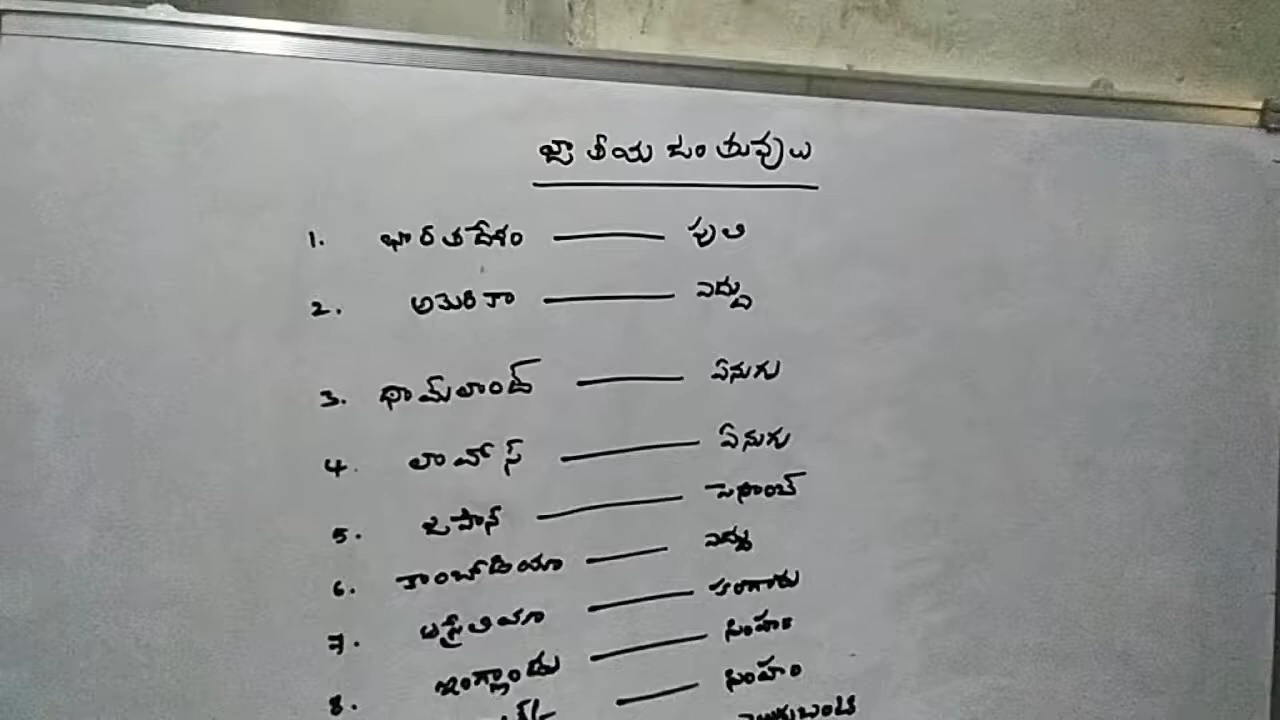 జాతీయ జంతువులు
1. భారతదేశం — పులి
2. అమెరికా — ఎద్దు
3. థాయ్‌లాండ్ — ఏనుగు
4. లావోస్ — ఏనుగు
5. జపాన్ — పెసాంట్
6. కాంబోడియా — ఎద్దు
7. ఆస్ట్రేలియా — కంగారు
8. ఇంగ్లాండు — సింహం
— సింహం